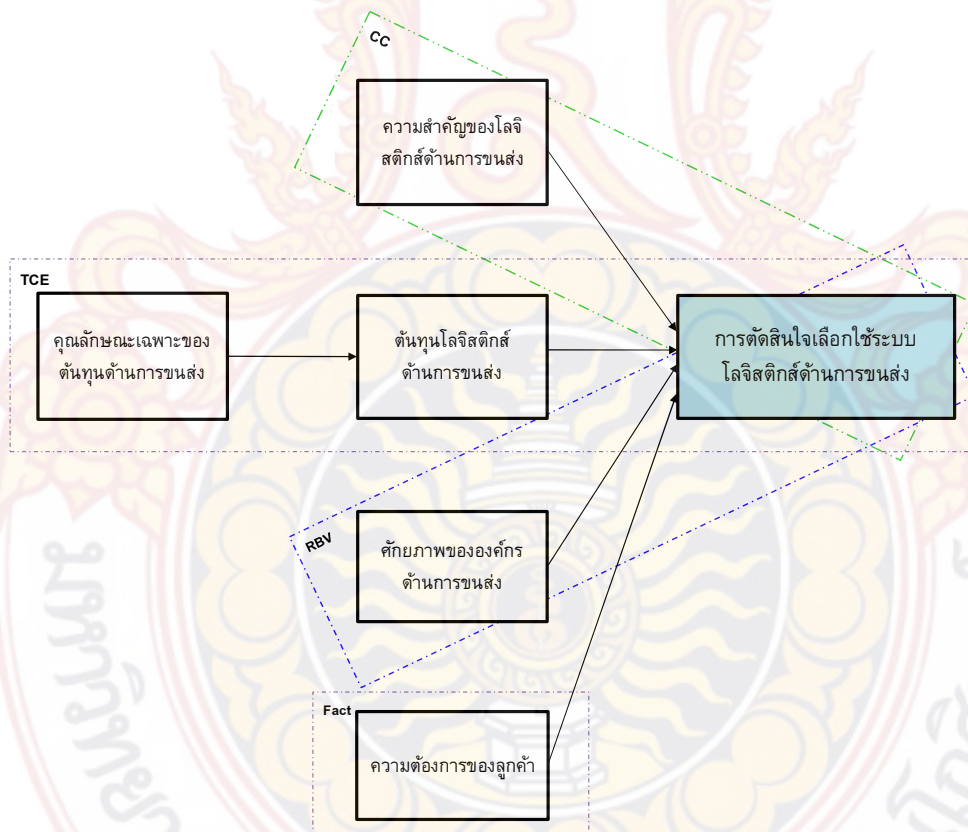 CC
ความสำคัญของโลจิ
สติกส์ด้านการขนส่ง
TCE
คุณลักษณะเฉพาะของ
ต้นทุนด้านการขนส่ง
ต้นทุนโลจิสติกส์
ด้านการขนส่ง
การตัดสินใจเลือกใช้ระบบ
โลจิสติกส์ด้านการขนส่ง
RBV
ศักยภาพขององค์กร
ด้านการขนส่ง
Fact
ความต้องการของลูกค้า